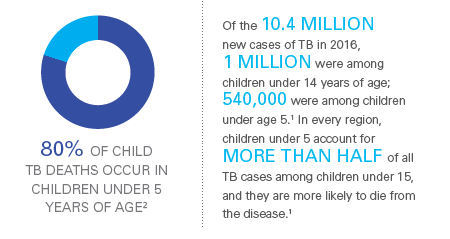 80% OF CHILD
TB DEATHS OCCUR IN
CHILDREN UNDER 5
YEARS OF AGE²
Of the 10.4 MILLION
new cases of TB in 2016,
1 MILLION were among
children under 14 years of age;
540,000 were among children
under age 5.¹ In every region,
children under 5 account for
MORE THAN HALF of all
TB cases among children under 15,
and they are more likely to die from
the disease.¹